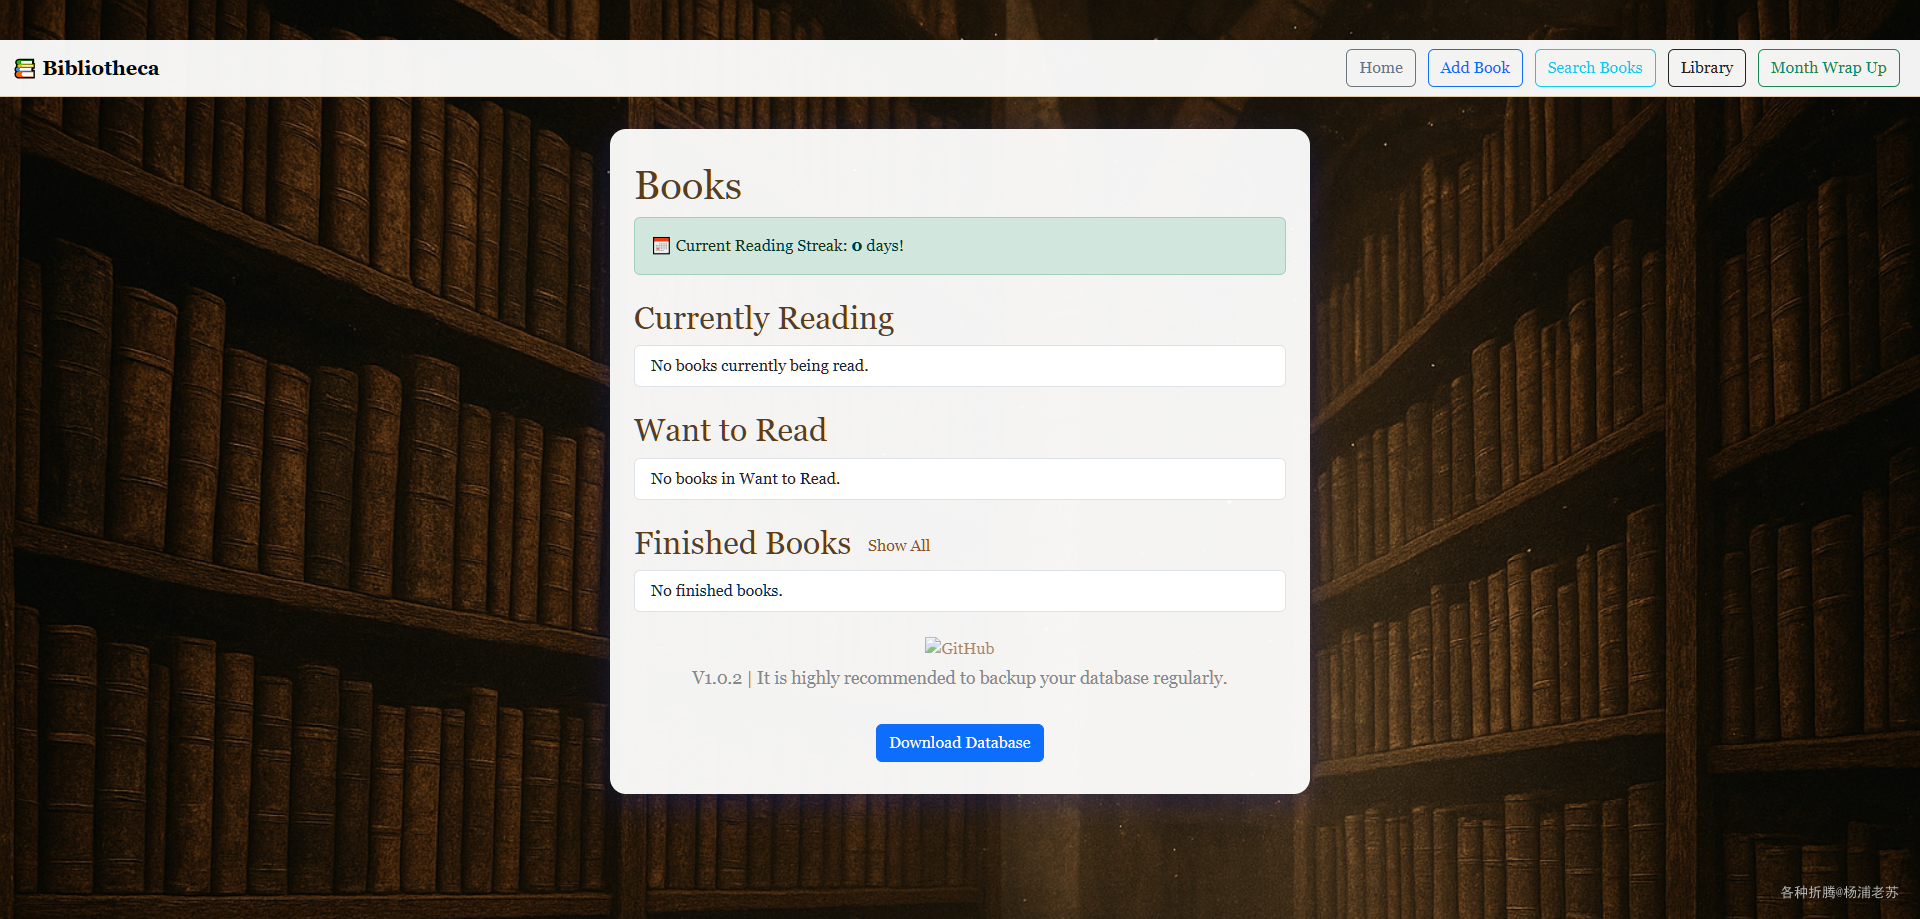 Bibliotheca
Home
Add Book
Search Books
Library
Month Wrap Up
Books
Current Reading Streak: 0 days!
Currently Reading
No books currently being read.
Want to Read
No books in Want to Read.
Finished Books Show All
No finished books.
GitHub
V1.0.2 | It is highly recommended to backup your database regularly.
Download Database
各种折腾@杨浦老苏